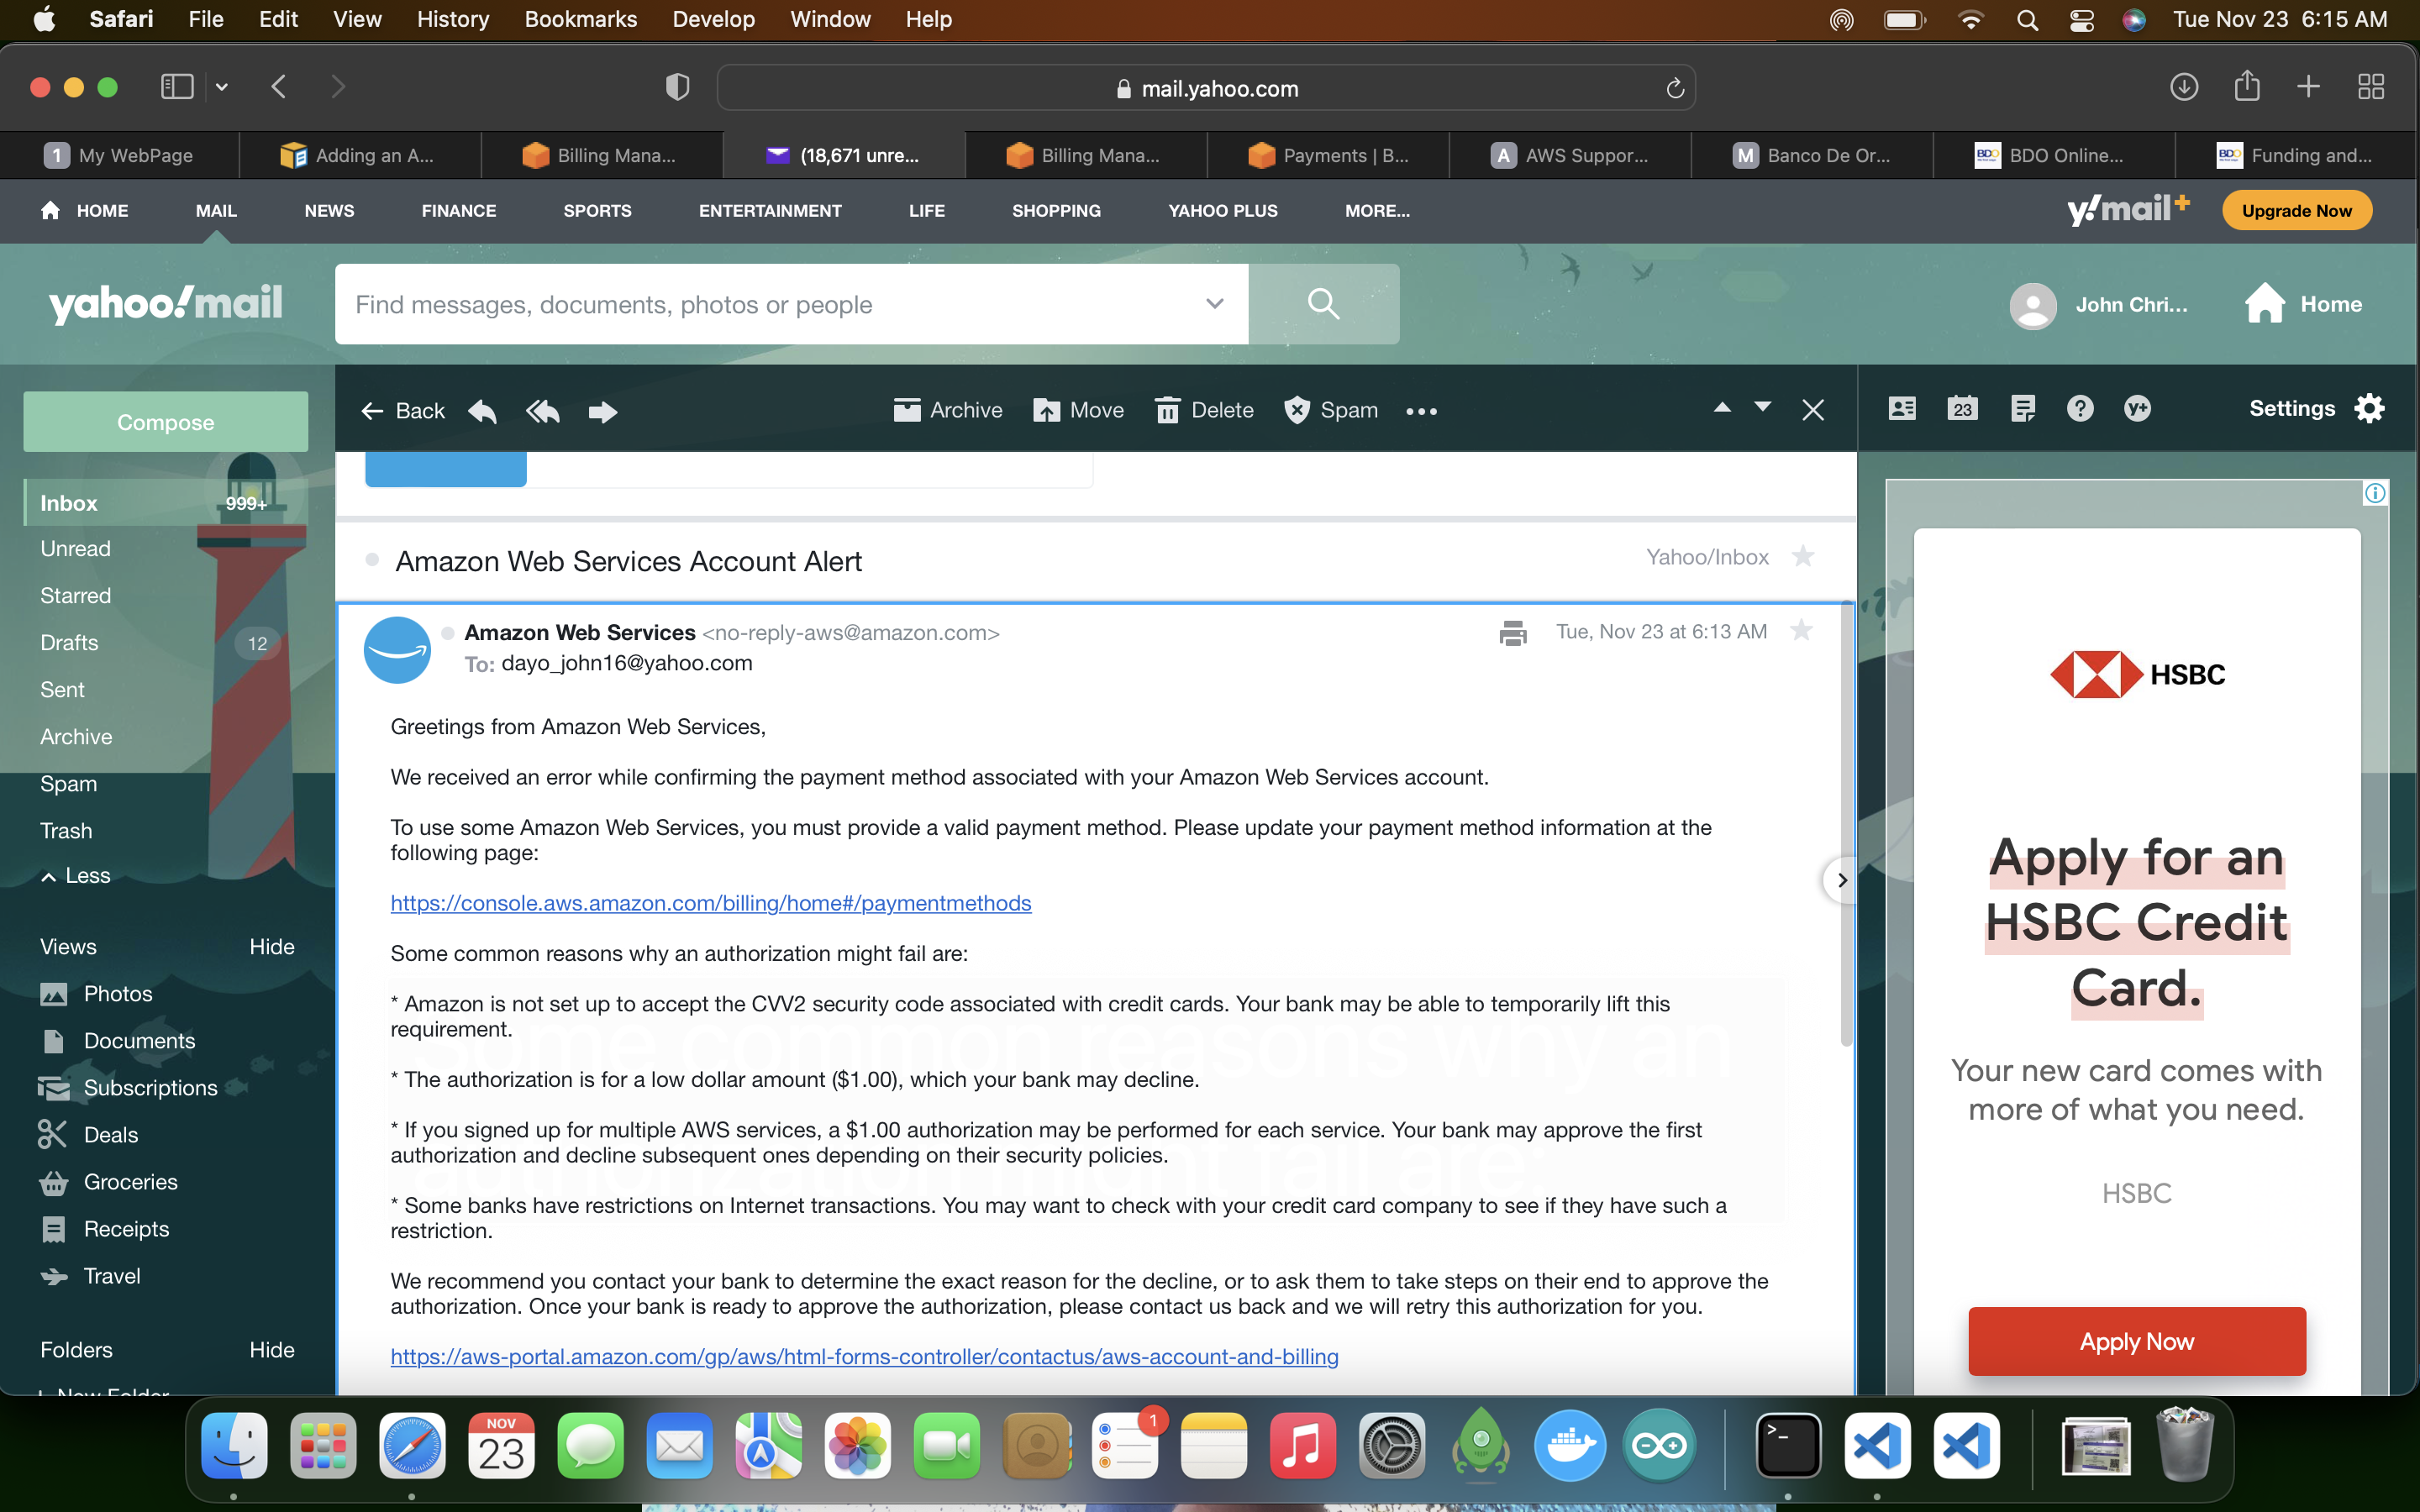 Safari File Edit View History Bookmarks Develop Window Help Tue Nov 23 6:15 AM
mail.yahoo.com
1 My WebPage Adding an A... Billing Mana... (18,671 unre... Billing Mana... Payments | B... A AWS Suppor... M Banco De Or... BDO BDO Online... BDO Funding and...
HOME MAIL NEWS FINANCE SPORTS ENTERTAINMENT LIFE SHOPPING YAHOO PLUS MORE... y!mail+ Upgrade Now
yahoo!mail Find messages, documents, photos or people John Chri... Home
Compose Back Archive Move Delete Spam 23 ? y+ Settings
Inbox 999+
Unread
Starred
Drafts 12
Sent
Archive
Spam
Trash
Less
Views Hide
Photos
Documents
Subscriptions
Deals
Groceries
Receipts
Travel
Folders Hide
New Folder
Amazon Web Services Account Alert Yahoo/Inbox
Amazon Web Services <no-reply-aws@amazon.com> Tue, Nov 23 at 6:13 AM
To: dayo_john16@yahoo.com
Greetings from Amazon Web Services,
We received an error while confirming the payment method associated with your Amazon Web Services account.
To use some Amazon Web Services, you must provide a valid payment method. Please update your payment method information at the
following page:
https://console.aws.amazon.com/billing/home#/paymentmethods
Some common reasons why an authorization might fail are:
* Amazon is not set up to accept the CVV2 security code associated with credit cards. Your bank may be able to temporarily lift this
requirement.
* The authorization is for a low dollar amount ($1.00), which your bank may decline.
* If you signed up for multiple AWS services, a $1.00 authorization may be performed for each service. Your bank may approve the first
authorization and decline subsequent ones depending on their security policies.
* Some banks have restrictions on Internet transactions. You may want to check with your credit card company to see if they have such a
restriction.
We recommend you contact your bank to determine the exact reason for the decline, or to ask them to take steps on their end to approve the
authorization. Once your bank is ready to approve the authorization, please contact us back and we will retry this authorization for you.
https://aws-portal.amazon.com/gp/aws/html-forms-controller/contactus/aws-account-and-billing
Some common reasons why an
authorization might fail are:
HSBC
Apply for an
HSBC Credit
Card.
Your new card comes with
more of what you need.
HSBC
Apply Now
NOV
23
1